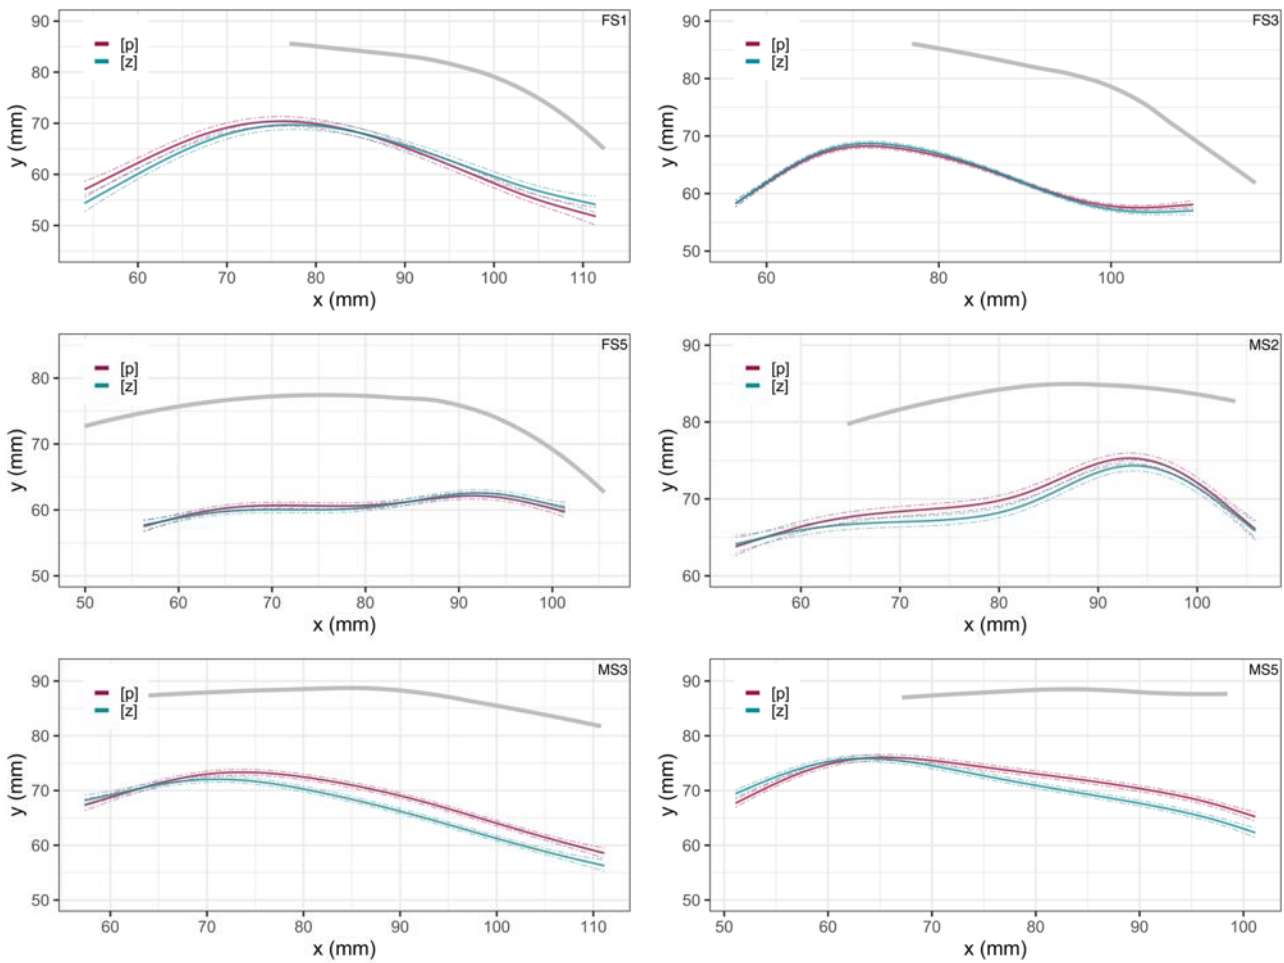 FS1
[p]
[z]
90
80
70
60
50
y (mm)
60 70 80 90 100 110
x (mm)
FS3
[p]
[z]
90
80
70
60
50
y (mm)
60 80 100
x (mm)
FS5
[p]
[z]
80
70
60
50
y (mm)
50 60 70 80 90 100
x (mm)
MS2
[p]
[z]
90
80
70
60
y (mm)
60 70 80 90 100
x (mm)
MS3
[p]
[z]
90
80
70
60
50
y (mm)
60 70 80 90 100 110
x (mm)
MS5
[p]
[z]
90
80
70
60
50
y (mm)
50 60 70 80 90 100
x (mm)